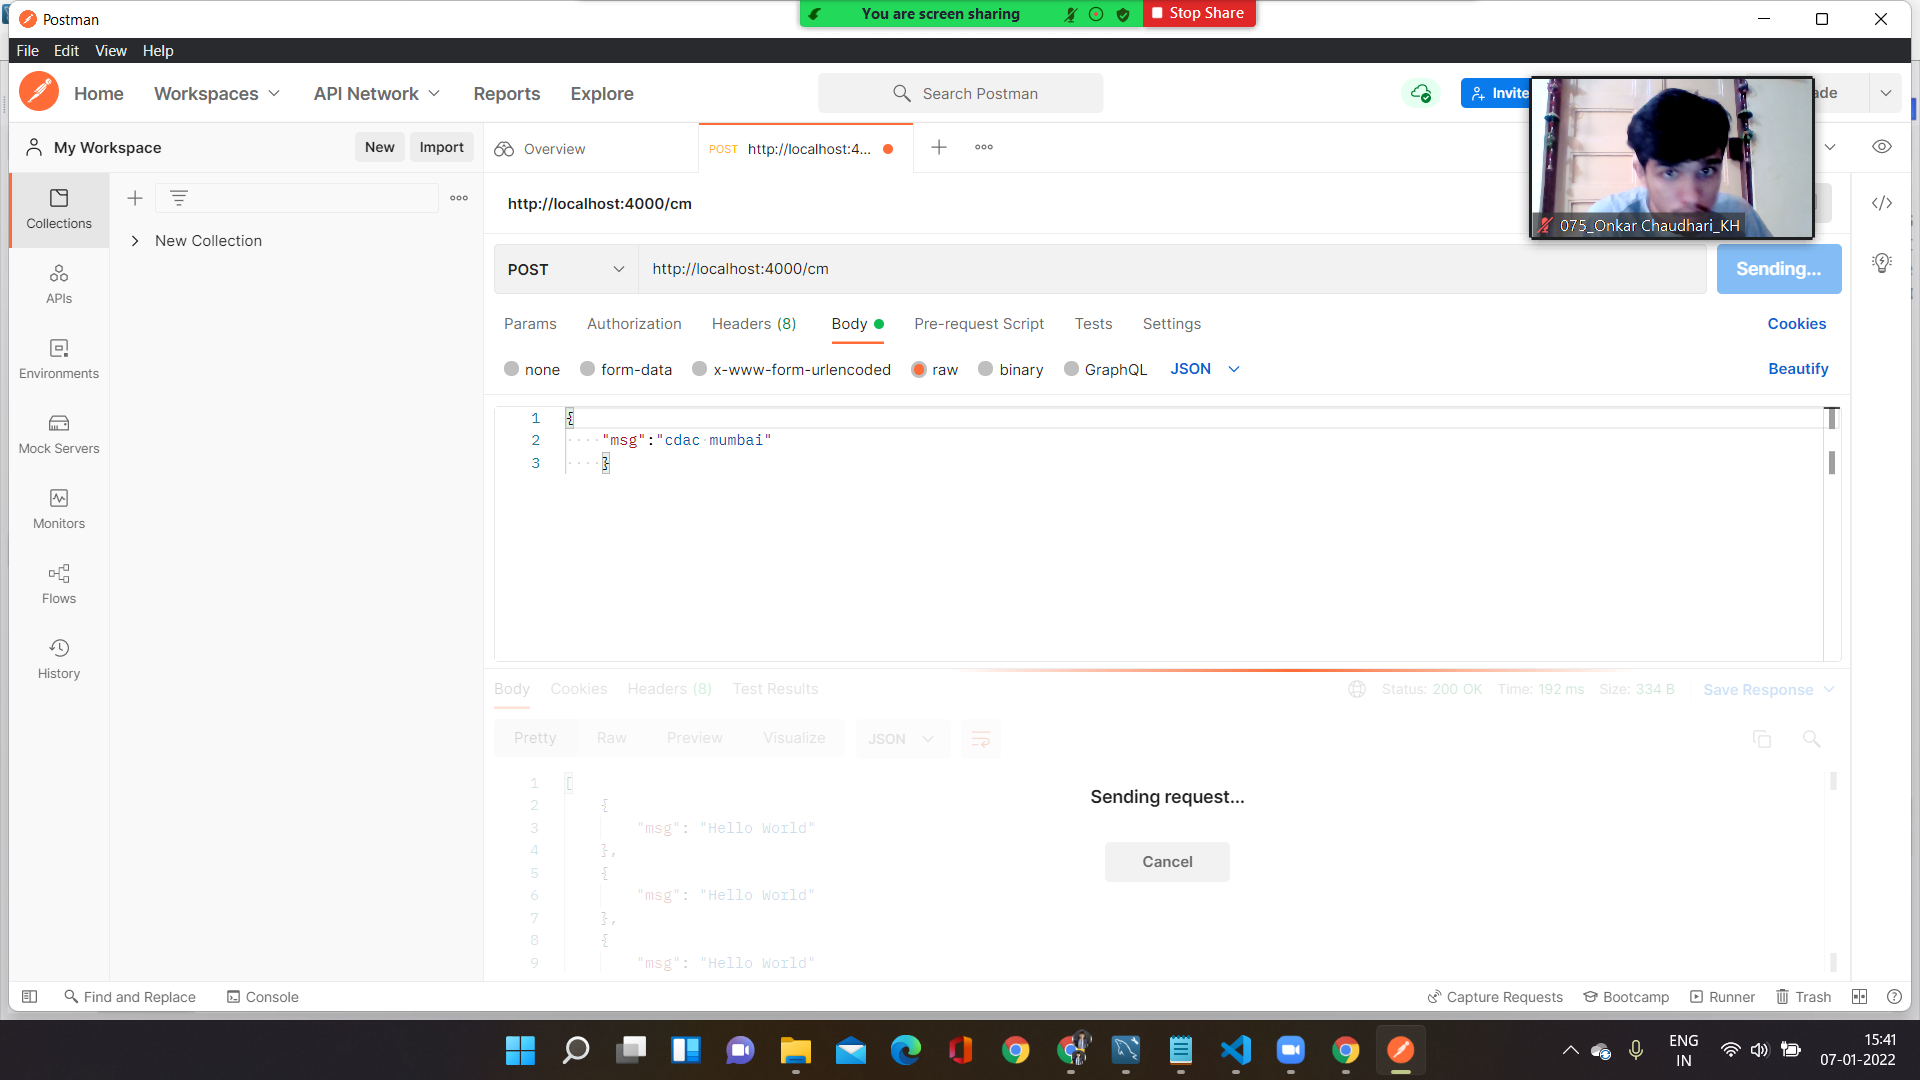 Postman
You are screen sharing
Stop Share
File Edit View Help
Home Workspaces API Network Reports Explore
Search Postman
Invite
ade
My Workspace
New Import
Overview
POST http://localhost:4...
Collections
New Collection
APIs
Environments
Mock Servers
Monitors
Flows
History
http://localhost:4000/cm
075_Onkar Chaudhari_KH
POST http://localhost:4000/cm Sending...
Params Authorization Headers (8) Body Pre-request Script Tests Settings Cookies
none form-data x-www-form-urlencoded raw binary GraphQL JSON Beautify
1 {
2 "msg":"cdac mumbai"
3 }
Body Cookies Headers (8) Test Results Status: 200 OK Time: 192 ms Size: 334 B Save Response
Pretty Raw Preview Visualize JSON
1 [
2 {
3 "msg": "Hello World"
4 },
5 {
6 "msg": "Hello World"
7 },
8 {
9 "msg": "Hello World"
Sending request...
Cancel
Find and Replace Console Capture Requests Bootcamp Runner Trash
ENG
IN
15:41
07-01-2022